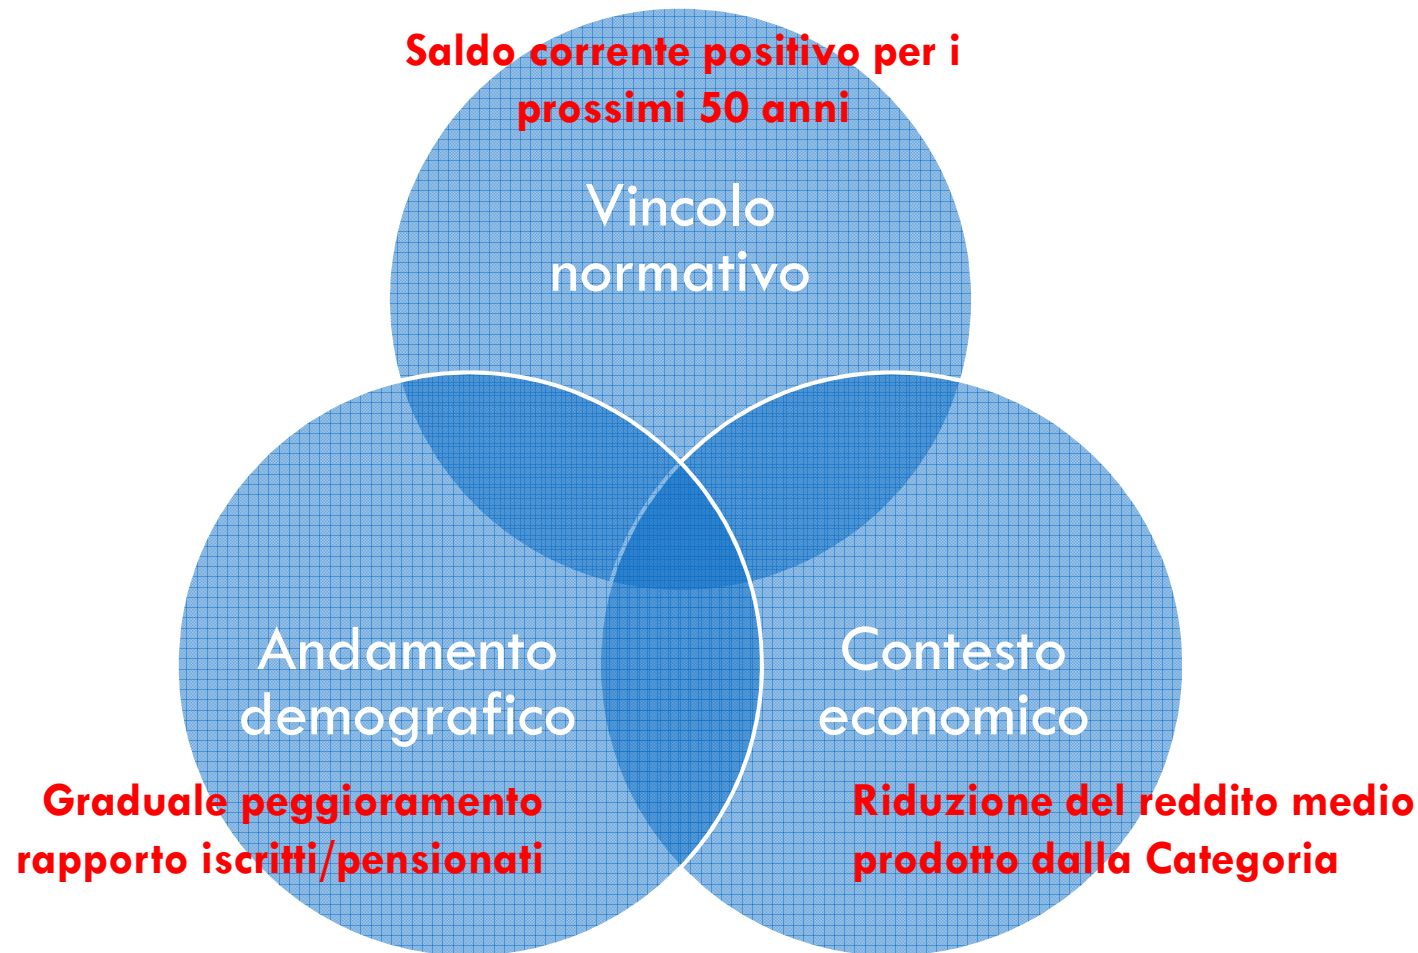 Saldo corrente positivo per i
prossimi 50 anni
Vincolo
normativo
Andamento
demografico
Graduale peggioramento
rapporto iscritti/pensionati
Contesto
economico
Riduzione del reddito medio
prodotto dalla Categoria